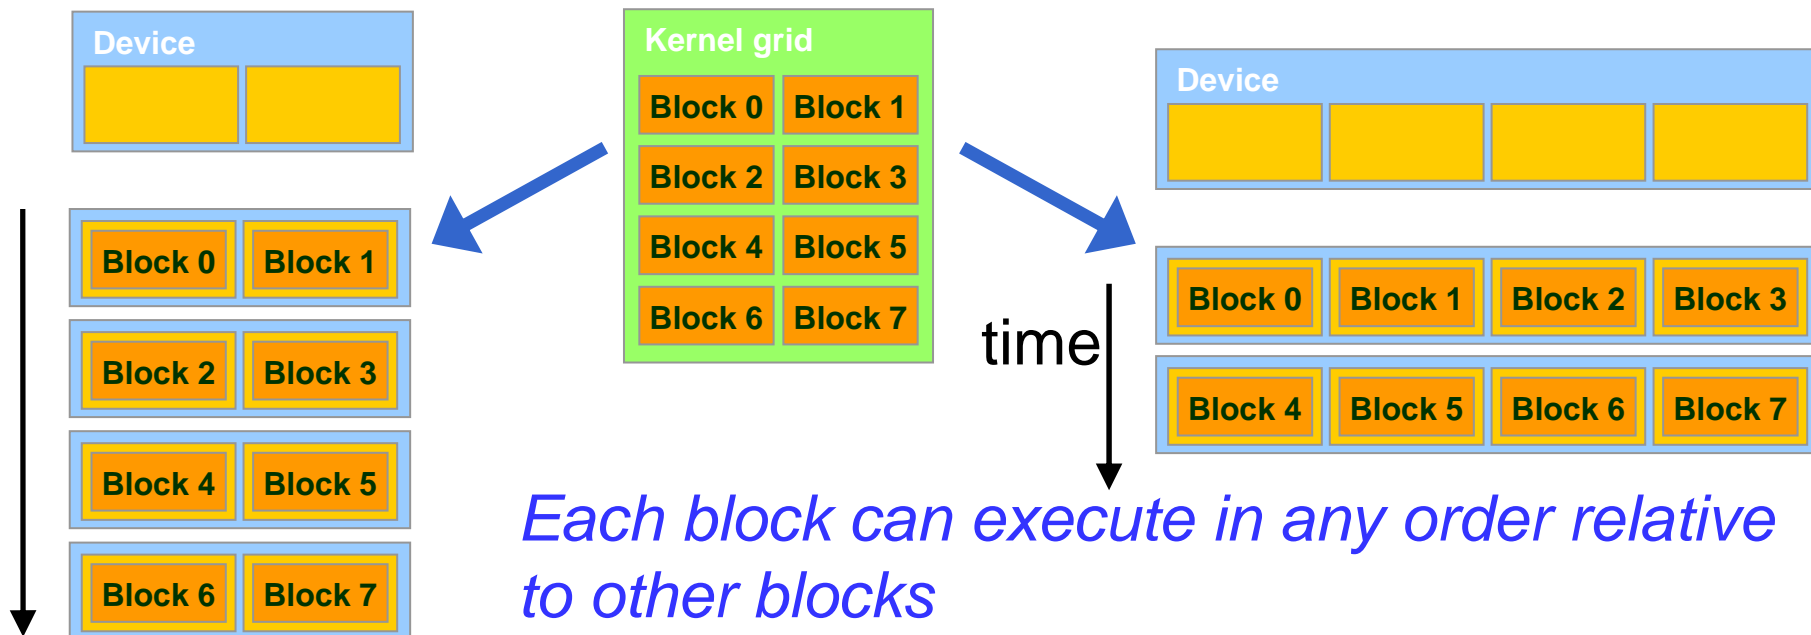 Device
Kernel grid
Block 0 Block 1
Block 2 Block 3
Block 4 Block 5
Block 6 Block 7
Device
Block 0 Block 1
Block 2 Block 3
Block 4 Block 5
Block 6 Block 7
time
Block 0 Block 1 Block 2 Block 3
Block 4 Block 5 Block 6 Block 7
Each block can execute in any order relative
to other blocks